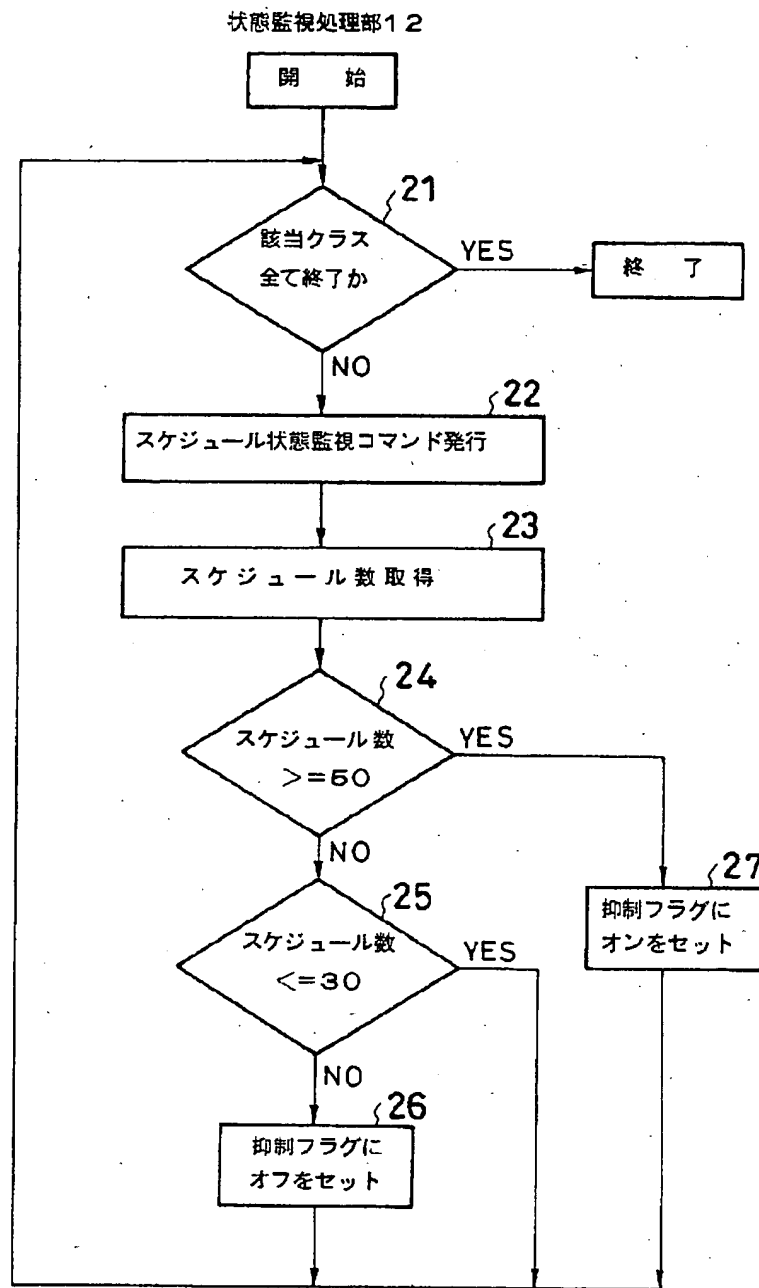 状態監視処理部12
開 始
21
該当クラス
全て終了か
YES
終 了
NO
22
スケジュール状態監視コマンド発行
23
スケジュール数取得
24
スケジュール数
>=50
YES
NO
27
抑制フラグに
オンをセット
25
スケジュール数
<=30
YES
NO
26
抑制フラグに
オフをセット